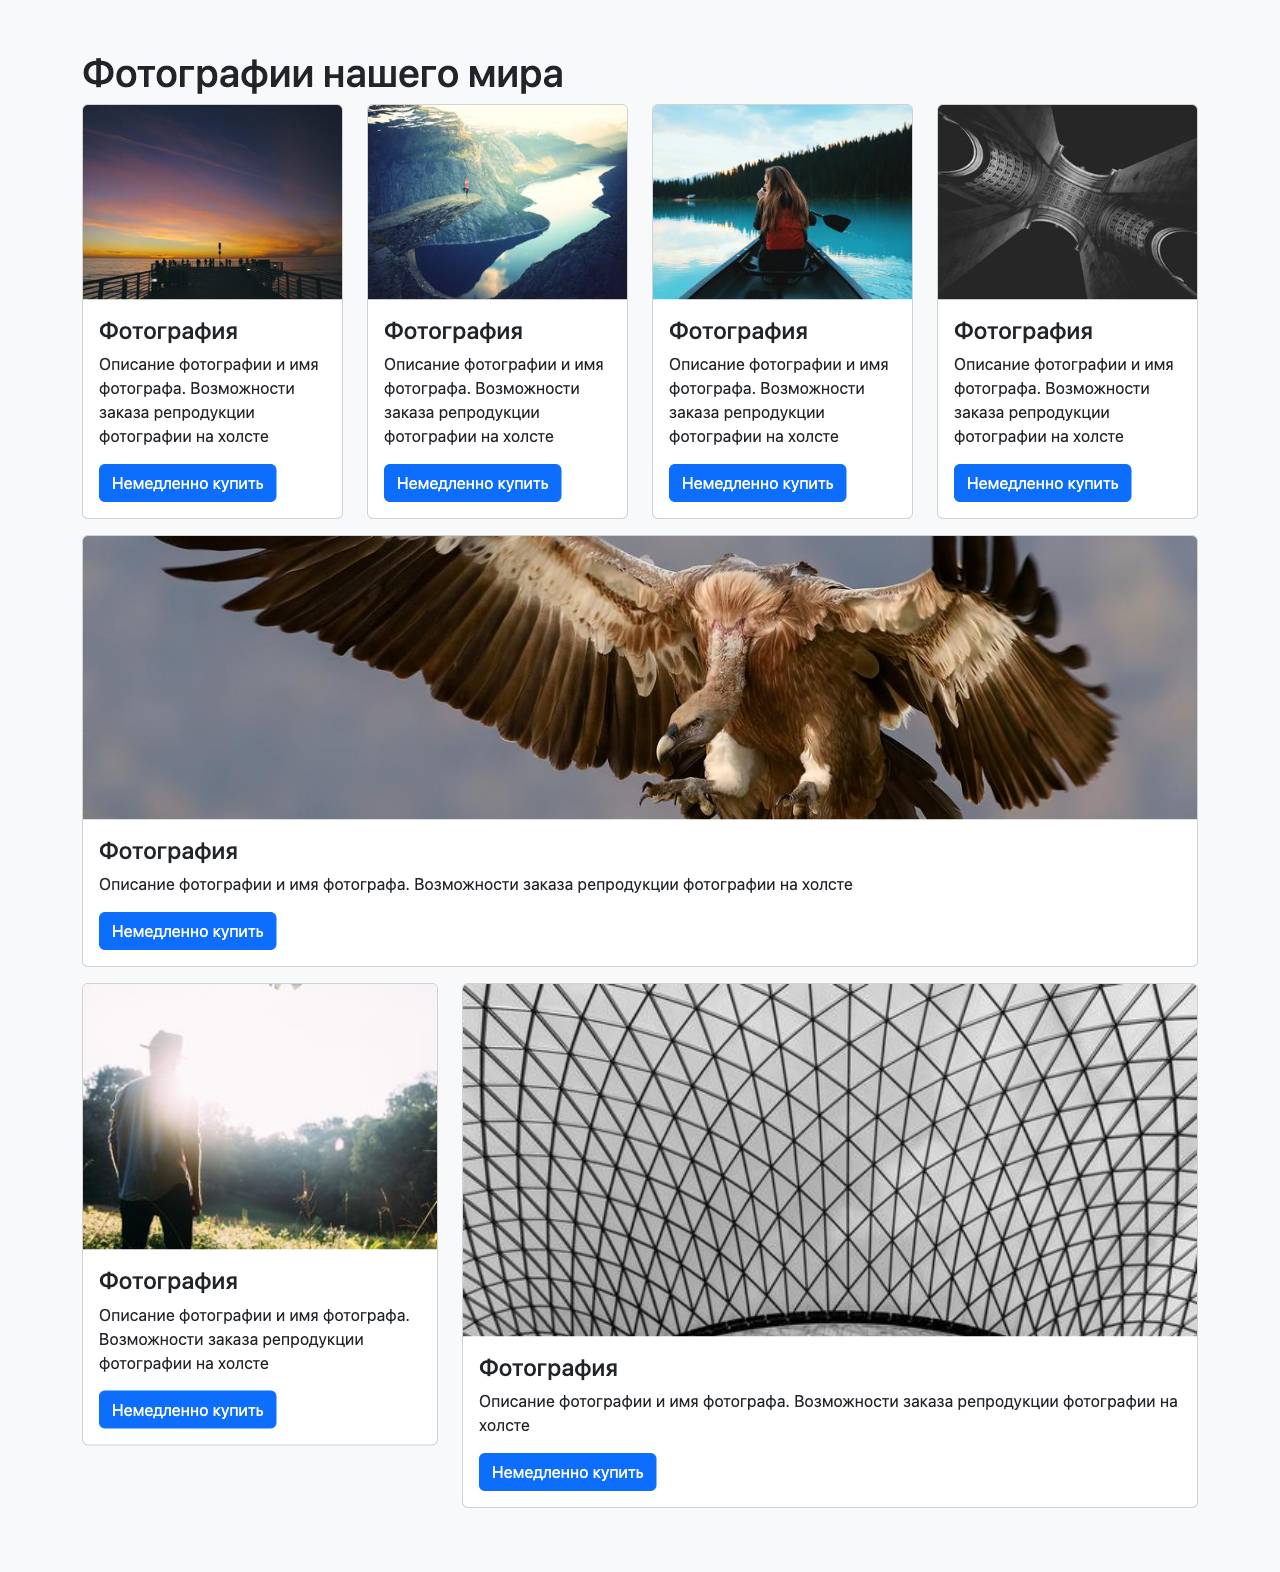 Фотографии нашего мира
Фотография
Описание фотографии и имя
фотографа. Возможности
заказа репродукции
фотографии на холсте
Немедленно купить
Фотография
Описание фотографии и имя
фотографа. Возможности
заказа репродукции
фотографии на холсте
Немедленно купить
Фотография
Описание фотографии и имя
фотографа. Возможности
заказа репродукции
фотографии на холсте
Немедленно купить
Фотография
Описание фотографии и имя
фотографа. Возможности
заказа репродукции
фотографии на холсте
Немедленно купить
Фотография
Описание фотографии и имя фотографа. Возможности заказа репродукции фотографии на холсте
Немедленно купить
Фотография
Описание фотографии и имя фотографа.
Возможности заказа репродукции
фотографии на холсте
Немедленно купить
Фотография
Описание фотографии и имя фотографа. Возможности заказа репродукции фотографии на
холсте
Немедленно купить